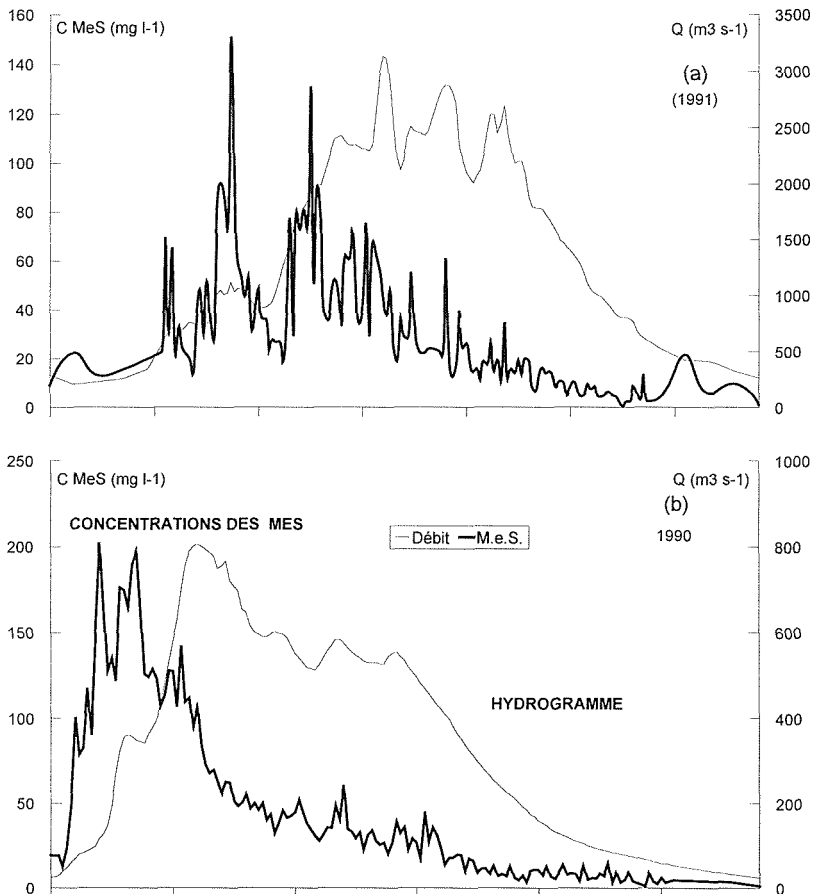 160 C MeS (mg l-1) Q (m3 s-1) 3500
(a)
140 3000
(1991)
120 2500
100
80 2000
60 1500
40 1000
20 500
0 0
250 C MeS (mg l-1) Q (m3 s-1) 1000
(b)
CONCENTRATIONS DES MES
Débit M.e.S. 1990
200 800
150 600
HYDROGRAMME
100 400
50 200
0 0